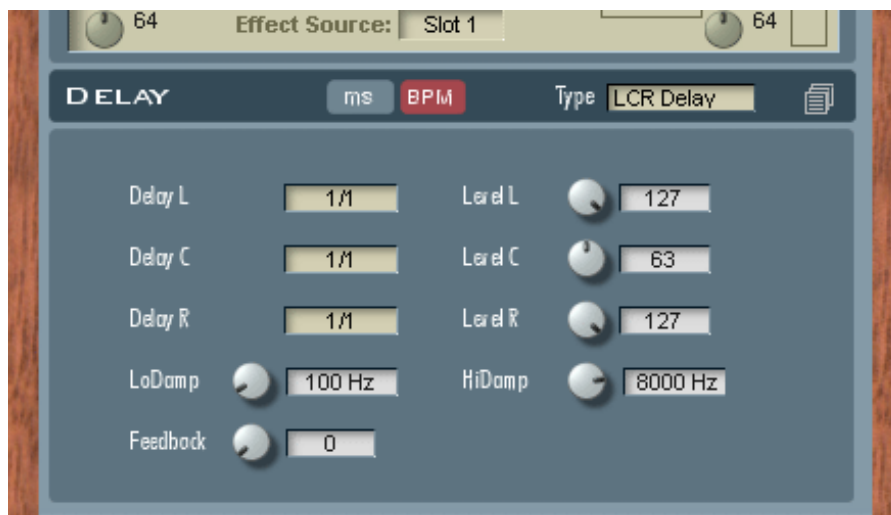 64 Effect Source: Slot 1 64
DELAY ms BPM Type LCR Delay
Delay L 1/1 Level L 127
Delay C 1/1 Level C 63
Delay R 1/1 Level R 127
LoDamp 100 Hz HiDamp 8000 Hz
Feedback 0